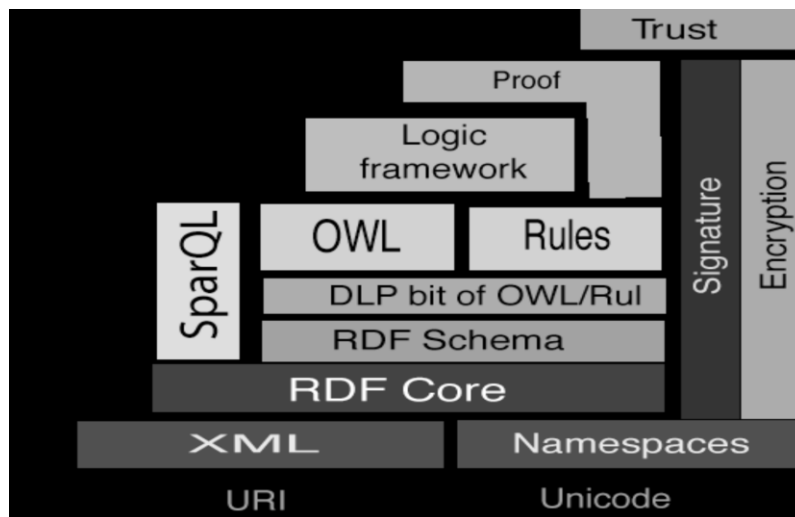 Trust
Proof
Logic
framework
SparQL
OWL
Rules
Signature
Encryption
DLP bit of OWL/Rul
RDF Schema
RDF Core
XML
Namespaces
URI
Unicode